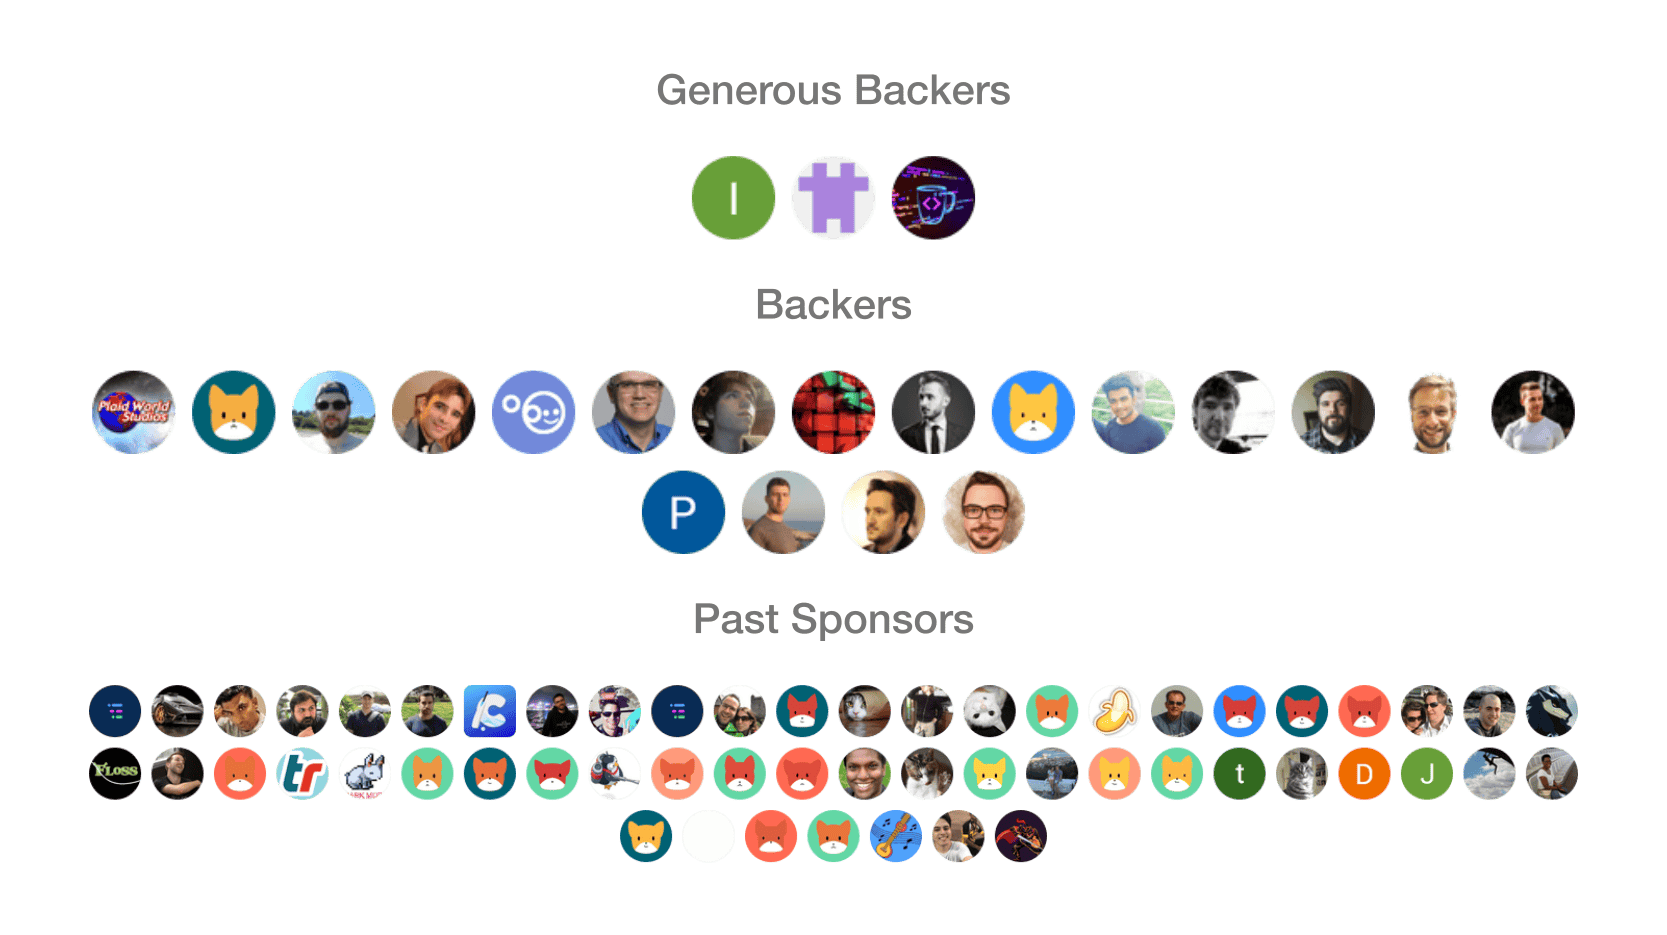 Generous Backers
I
Backers
Plaid World
Studios
P
Past Sponsors
FLOSS
tr
t
D
J